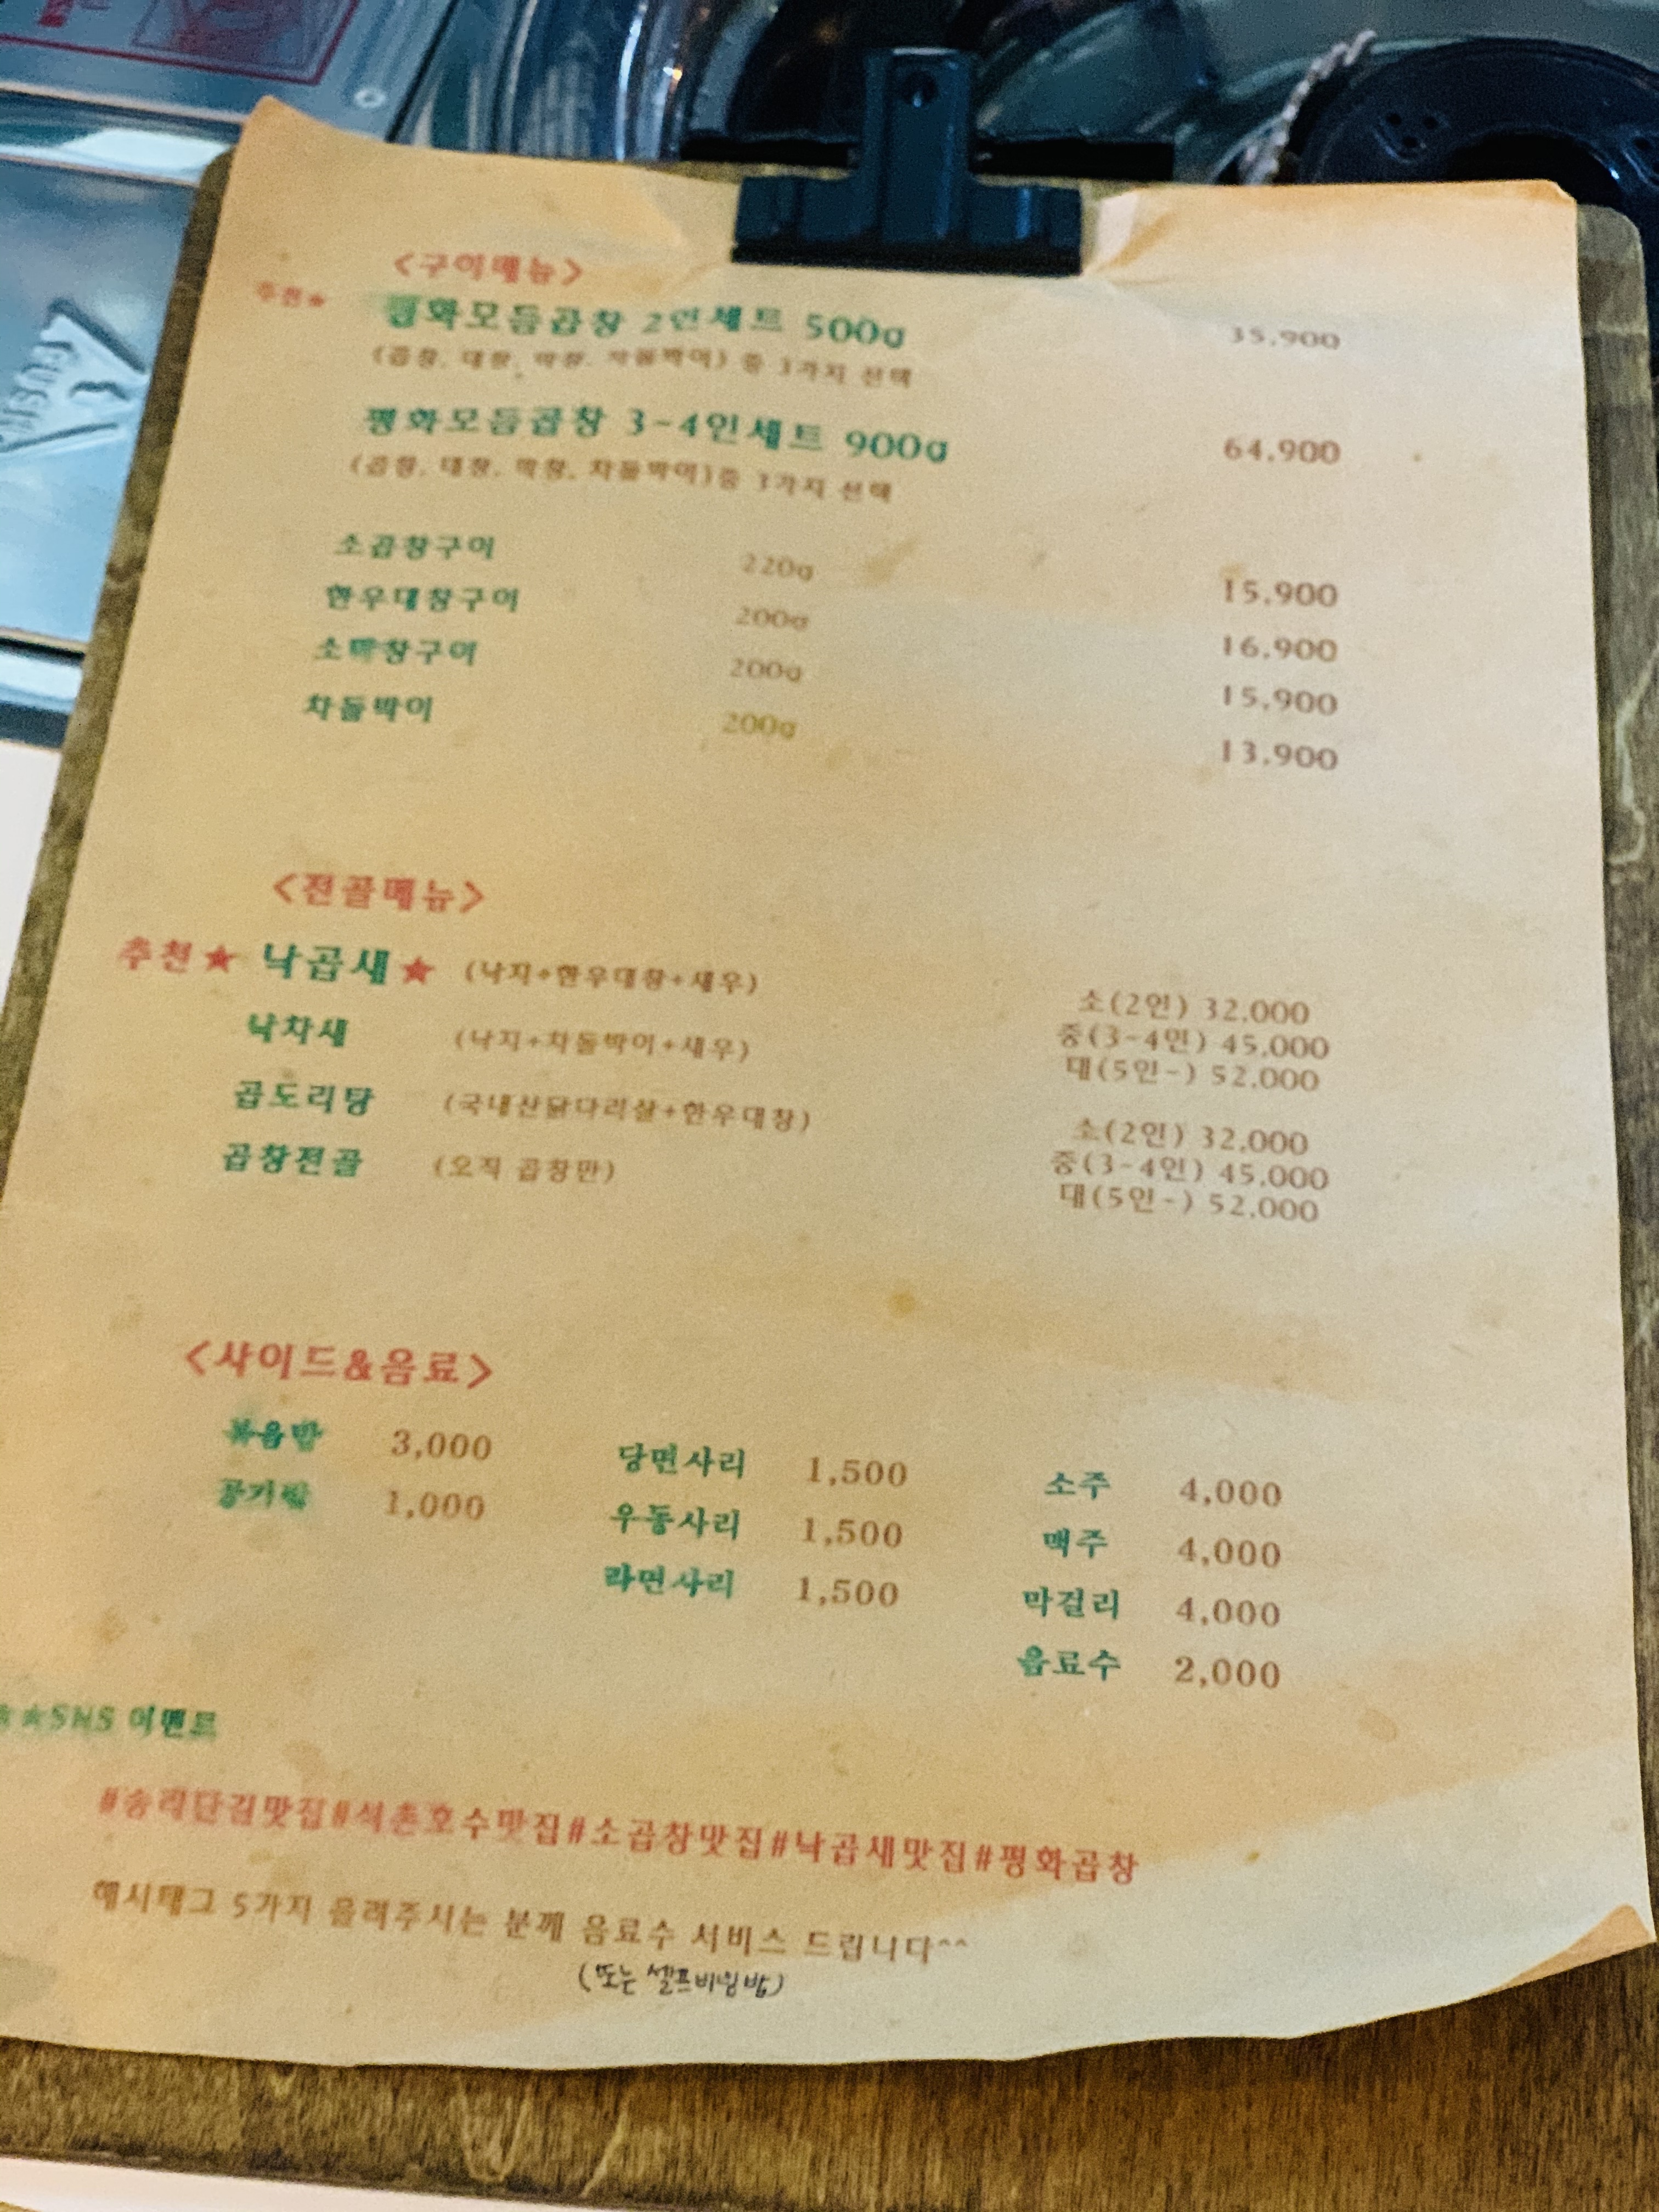 <구이메뉴>
추천★ 평화모듬곱창 2인세트 500g 35.900
(곱창, 대창, 막창, 차돌박이) 중 3가지 선택
평화모듬곱창 3-4인세트 900g 64.900
(곱창, 대창, 막창, 차돌박이)중 3가지 선택
소곱창구이 220g 15.900
한우대창구이 200g 16.900
소막창구이 200g 15.900
차돌박이 200g 13.900
<전골메뉴>
추천★ 낙곱새★ (낙지+한우대창+새우)
낙차새 (낙지+차돌박이+새우)
소(2인) 32.000
중(3-4인) 45.000
대(5인~) 52.000
곱도리탕 (국내산닭다리살+한우대창)
곱창전골 (오직 곱창만)
소(2인) 32.000
중(3-4인) 45.000
대(5인~) 52.000
<사이드&음료>
볶음밥 3,000 당면사리 1,500 소주 4,000
공기밥 1,000 우동사리 1,500 맥주 4,000
라면사리 1,500 막걸리 4,000
음료수 2,000
★★SNS 이벤트
#송리단길맛집#석촌호수맛집#소곱창맛집#낙곱새맛집#평화곱창
해시태그 5가지 올려주시는 분께 음료수 서비스 드립니다^^
(또는 셀프비빔밥)